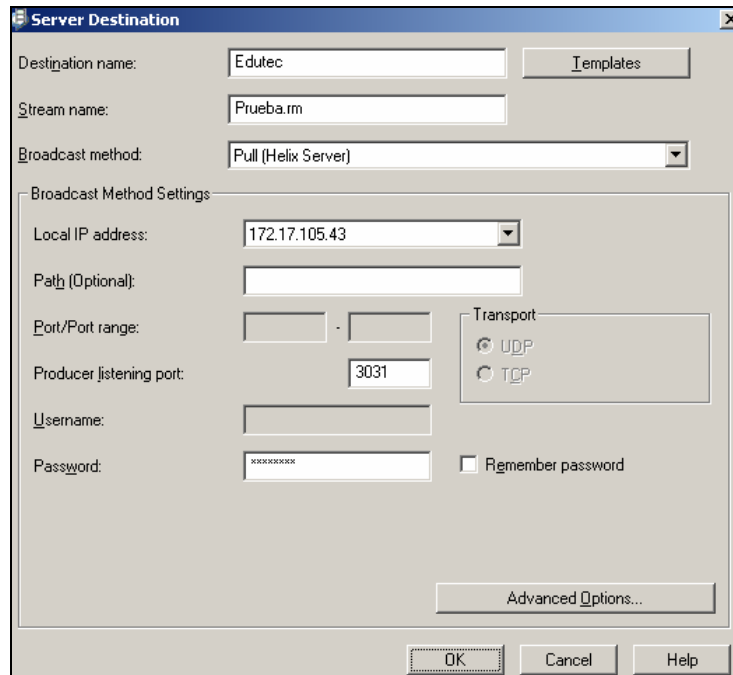 Server Destination
Destination name: Edutec Templates
Stream name: Prueba.rm
Broadcast method: Pull (Helix Server)
Broadcast Method Settings
Local IP address: 172.17.105.43
Path (Optional):
Port/Port range: -
Transport
UDP
Producer listening port: 3031
TCP
Username:
Password: ******** Remember password
Advanced Options...
OK Cancel Help